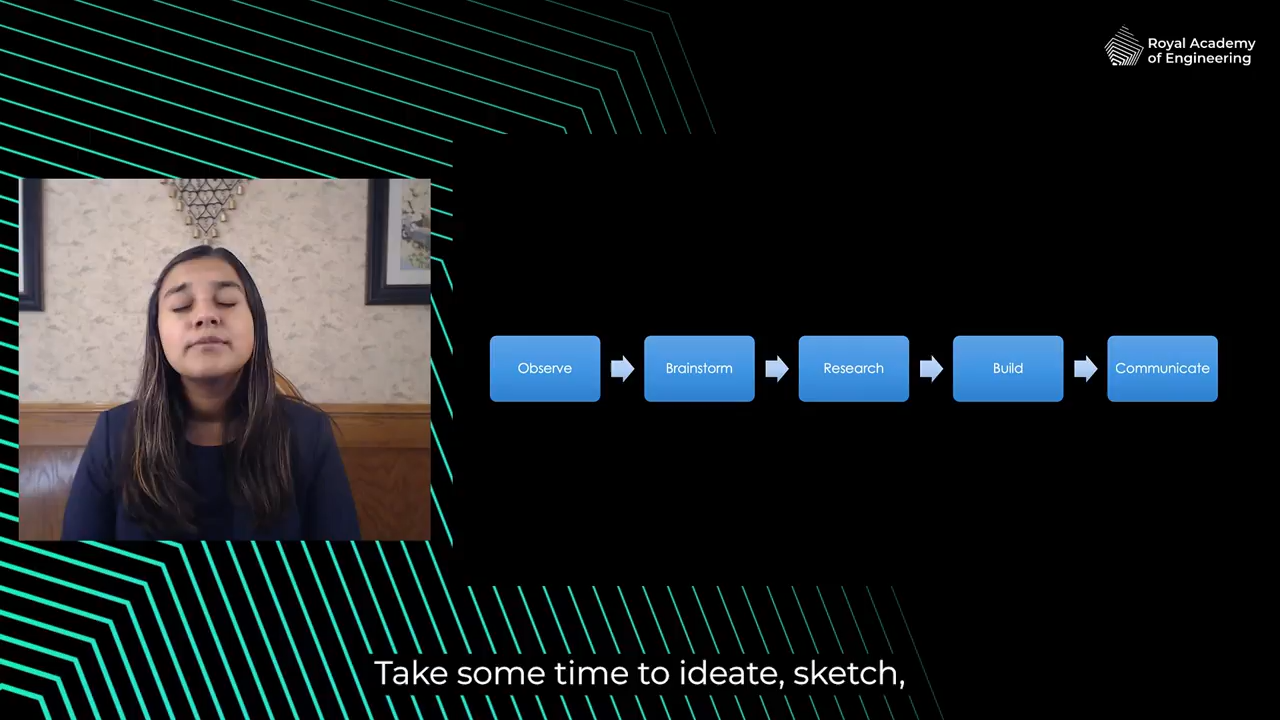 Royal Academy
of Engineering
Observe
Brainstorm
Research
Build
Communicate
Take some time to ideate, sketch,